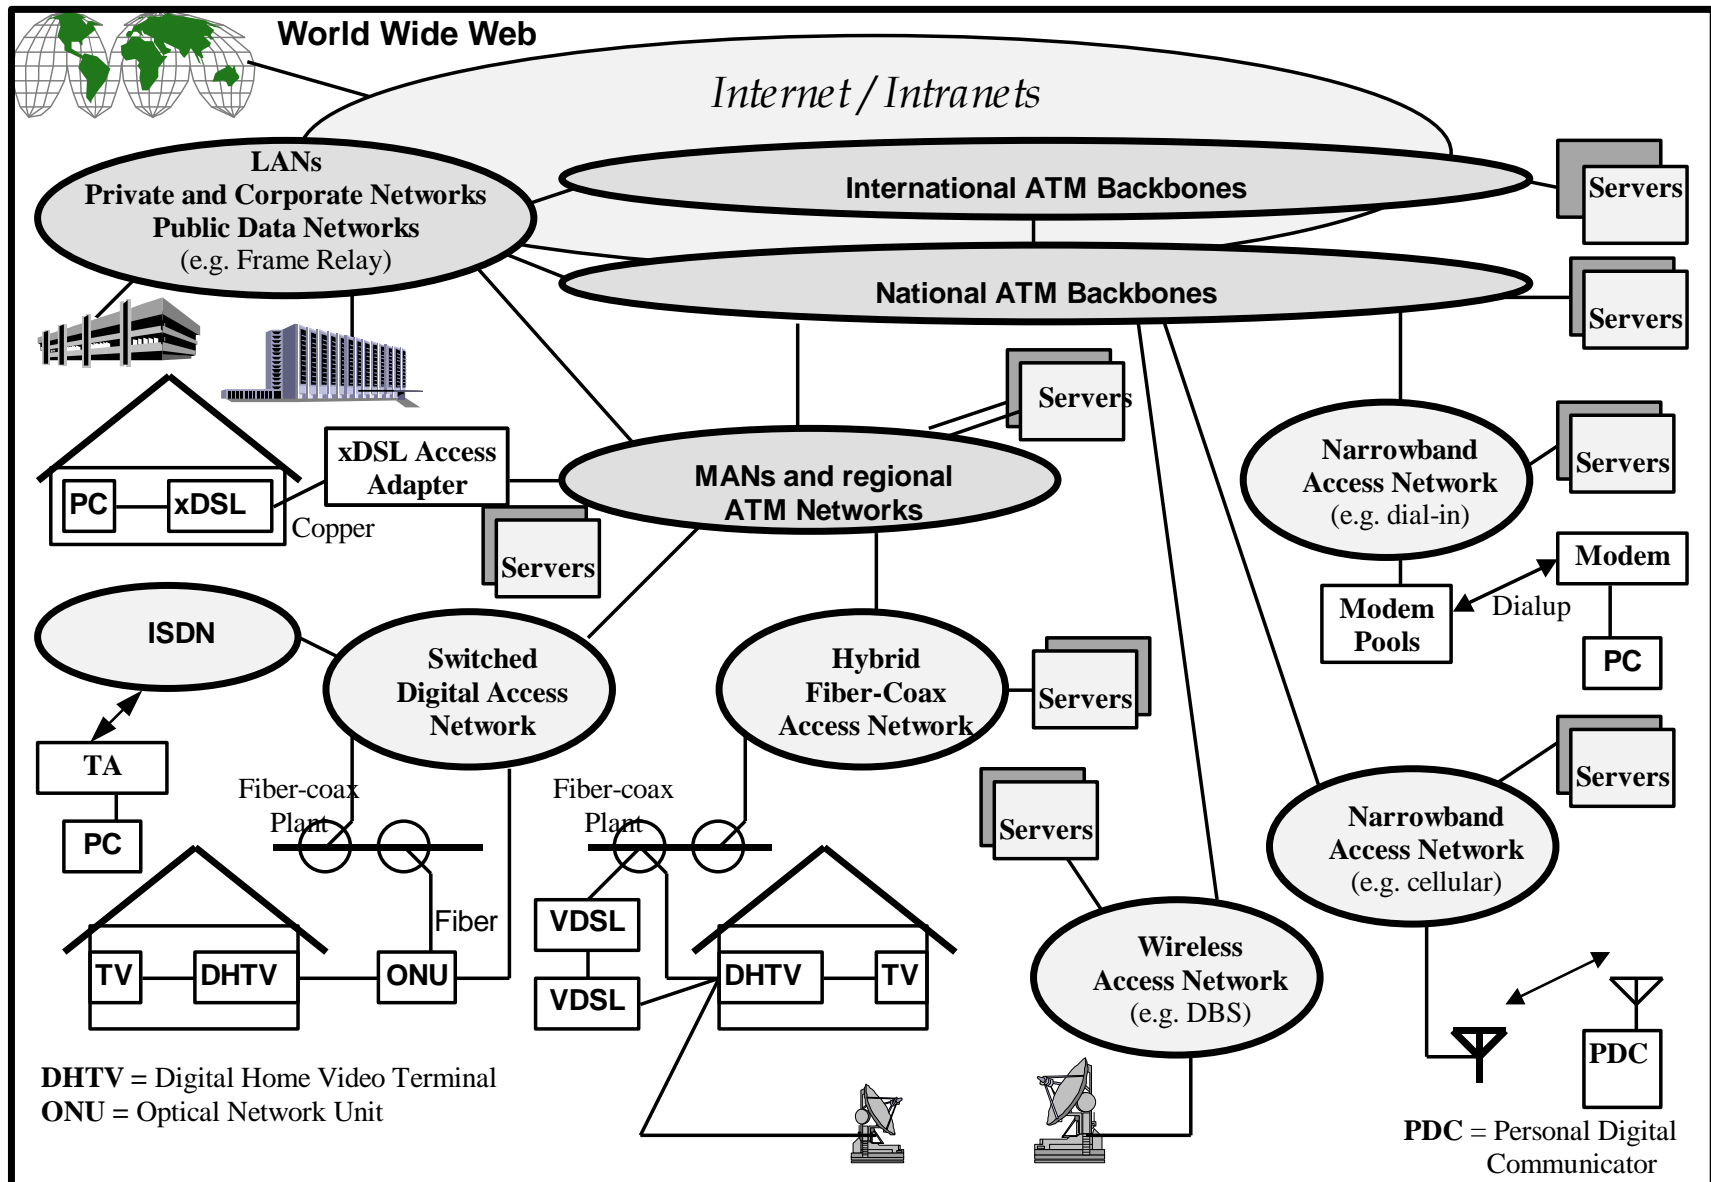 World Wide Web
Internet / Intranets
LANs
Private and Corporate Networks
Public Data Networks
(e.g. Frame Relay)
International ATM Backbones
Servers
National ATM Backbones
Servers
Servers
xDSL Access
Adapter
PC
xDSL
Copper
MANs and regional
ATM Networks
Servers
Narrowband
Access Network
(e.g. dial-in)
Servers
Modem
Dialup
Modem
Pools
PC
ISDN
Switched
Digital Access
Network
Hybrid
Fiber-Coax
Access Network
Servers
TA
PC
Fiber-coax
Plant
Fiber-coax
Plant
Servers
Narrowband
Access Network
(e.g. cellular)
Servers
Fiber
TV
DHTV
ONU
VDSL
VDSL
DHTV
TV
Wireless
Access Network
(e.g. DBS)
PDC
DHTV = Digital Home Video Terminal
ONU = Optical Network Unit
PDC = Personal Digital
Communicator